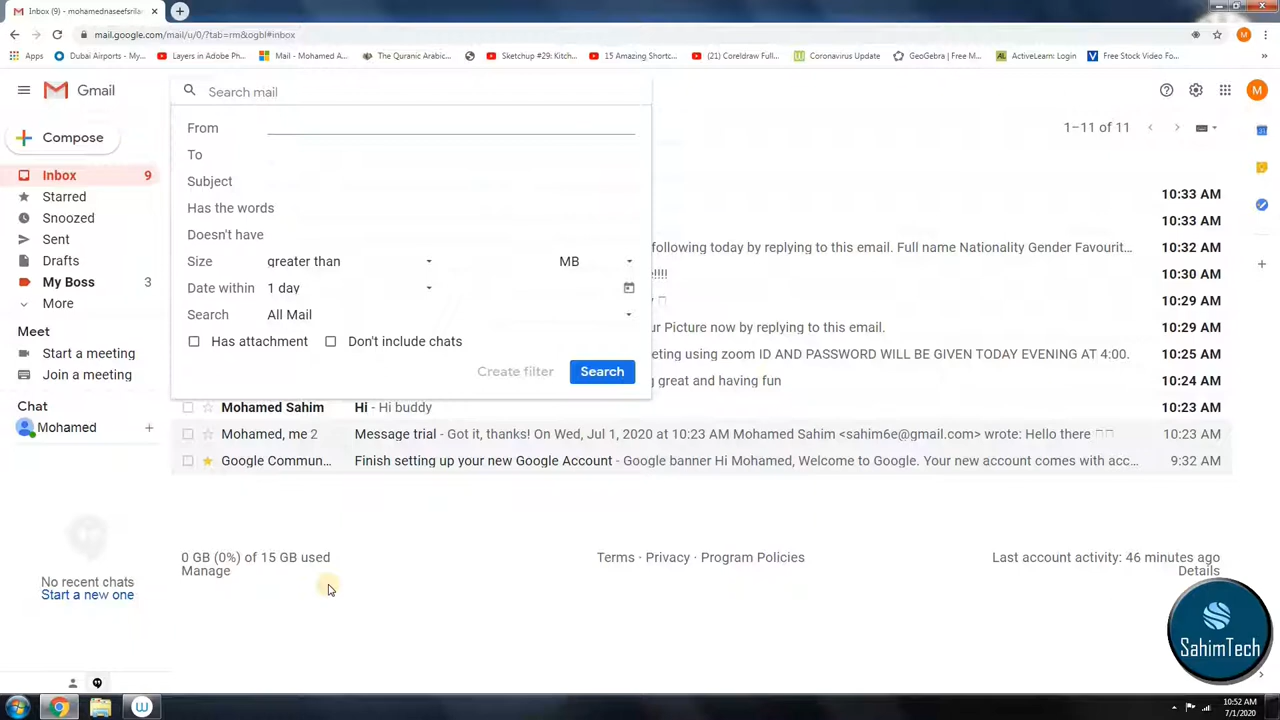 Inbox (9) - mohamednaseefsrila
mail.google.com/mail/u/0/?tab=rm&ogbl#inbox
M
Apps
Dubai Airports - My...
Layers in Adobe Ph...
Mail - Mohamed A...
The Quranic Arabic...
Sketchup #29: Kitch...
15 Amazing Shortc...
(21) Coreldraw Full...
Coronavirus Update
GeoGebra | Free M...
ActiveLearn: Login
Free Stock Video Fo...
Gmail
Search mail
M
Compose
From
1–11 of 11
To
Inbox 9
Subject
Starred
10:33 AM
Snoozed
Has the words
10:33 AM
Sent
Doesn't have
following today by replying to this email. Full name Nationality Gender Favourit...
10:32 AM
Drafts
Size greater than MB
!!!!
10:30 AM
My Boss 3
Date within 1 day
10:29 AM
More
Search All Mail
ur Picture now by replying to this email.
10:29 AM
Meet
Has attachment
Don't include chats
Start a meeting
eting using zoom ID AND PASSWORD WILL BE GIVEN TODAY EVENING AT 4:00.
10:25 AM
Join a meeting
Create filter
Search
g great and having fun
10:24 AM
Chat
Mohamed Sahim
Hi - Hi buddy
10:23 AM
Mohamed
Mohamed, me 2
Message trial - Got it, thanks! On Wed, Jul 1, 2020 at 10:23 AM Mohamed Sahim <sahim6e@gmail.com> wrote: Hello there
10:23 AM
Google Commun...
Finish setting up your new Google Account - Google banner Hi Mohamed, Welcome to Google. Your new account comes with acc...
9:32 AM
0 GB (0%) of 15 GB used
Manage
Terms · Privacy · Program Policies
Last account activity: 46 minutes ago
Details
No recent chats
Start a new one
SahimTech
10:52 AM
7/1/2020